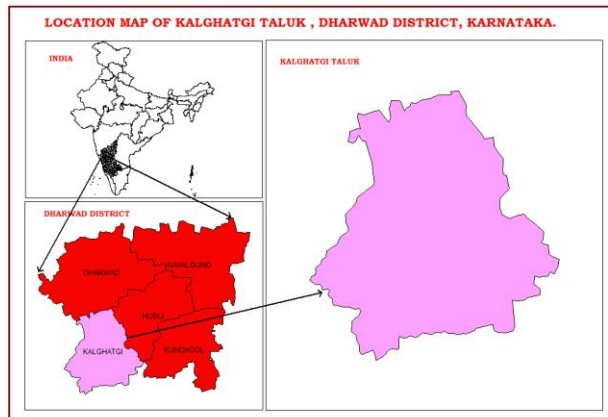 LOCATION MAP OF KALGHATGI TALUK , DHARWAD DISTRICT, KARNATAKA.
INDIA
KALGHATGI TALUK
DHARWAD DISTRICT
DHARWAD
NAVALGUND
HUBLI
KALGHATGI
KUNDAGOL